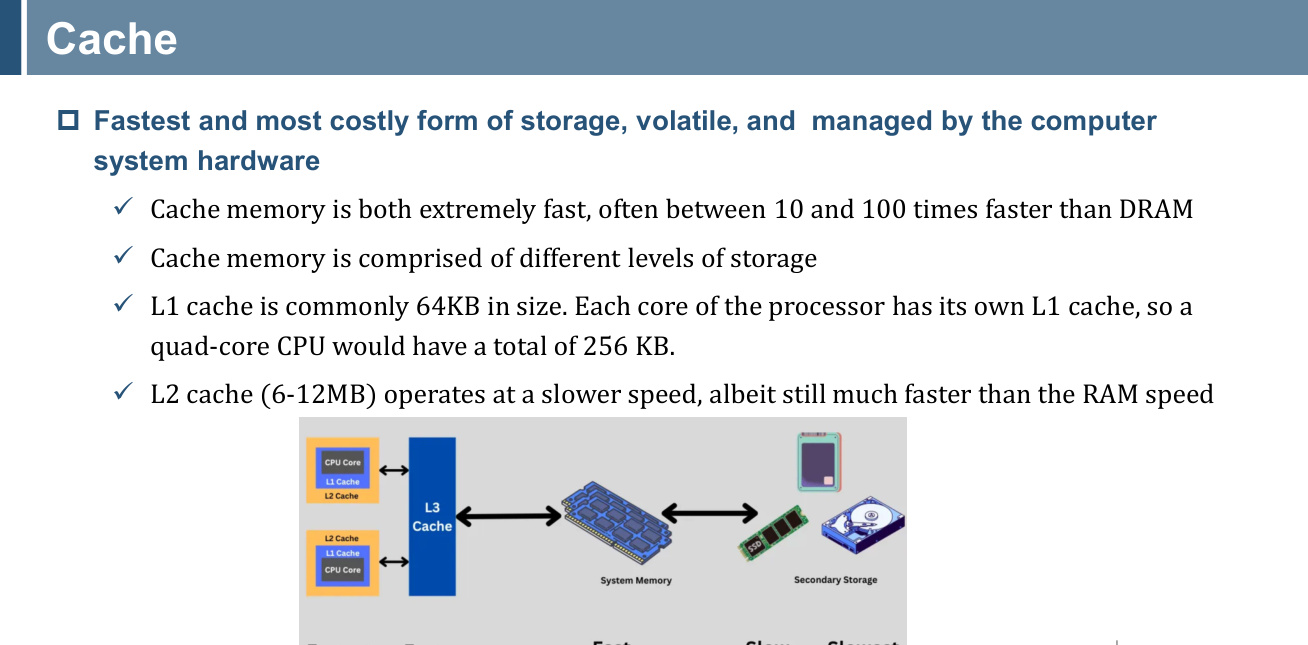 Cache
Fastest and most costly form of storage, volatile, and managed by the computer
system hardware
Cache memory is both extremely fast, often between 10 and 100 times faster than DRAM
Cache memory is comprised of different levels of storage
L1 cache is commonly 64KB in size. Each core of the processor has its own L1 cache, so a
quad-core CPU would have a total of 256 KB.
L2 cache (6-12MB) operates at a slower speed, albeit still much faster than the RAM speed
CPU Core
L1 Cache
L2 Cache
L2 Cache
L1 Cache
CPU Core
L3
Cache
System Memory
SSD
Secondary Storage